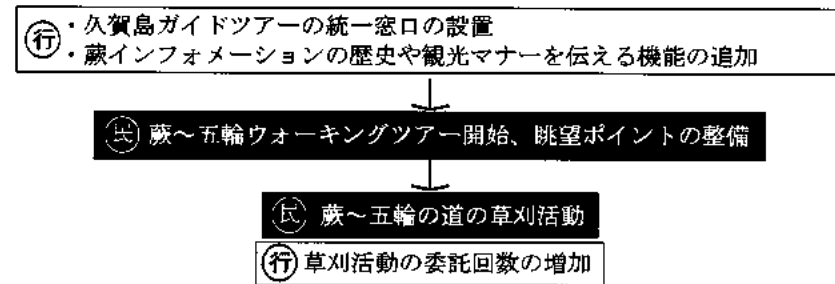 行 ・久賀島ガイドツアーの統一窓口の設置
・蕨インフォメーションの歴史や観光マナーを伝える機能の追加
民 蕨～五輪ウォーキングツアー開始、眺望ポイントの整備
民 蕨～五輪の道の草刈活動
行 草刈活動の委託回数の増加